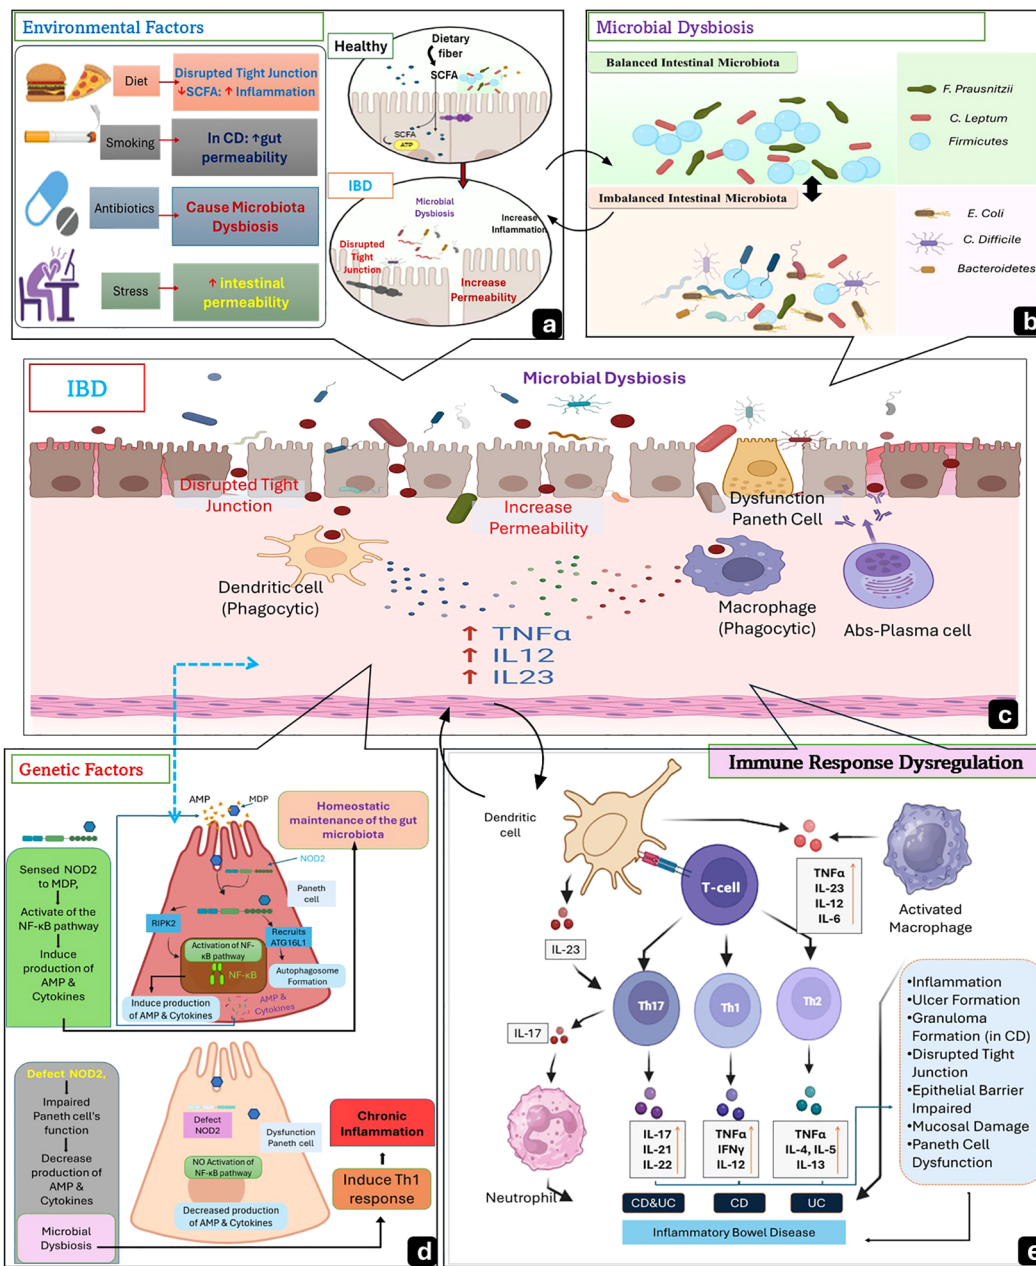 Environmental Factors
Diet
Disrupted Tight Junction
↓SCFA: ↑ Inflammation
Smoking
In CD: ↑gut
permeability
Antibiotics
Cause Microbiota
Dysbiosis
Stress
↑ intestinal
permeability
Healthy
Dietary
fiber
SCFA
SCFA
ATP
IBD
Microbial
Dysbiosis
Increase
Inflammation
Disrupted
Tight
Junction
Increase
Permeability
a
Microbial Dysbiosis
Balanced Intestinal Microbiota
F. Prausnitzii
C. Leptum
Firmicutes
Imbalanced Intestinal Microbiota
E. Coli
C. Difficile
Bacteroidetes
b
IBD
Microbial Dysbiosis
Disrupted Tight
Junction
Increase
Permeability
Dysfunction
Paneth Cell
Dendritic cell
(Phagocytic)
Macrophage
(Phagocytic)
Abs-Plasma cell
↑ TNFα
↑ IL12
↑ IL23
c
Genetic Factors
AMP
MDP
Homeostatic
maintenance of the gut
microbiota
NOD2
Paneth
cell
Sensed NOD2
to MDP,
Activate of the
NF-κB pathway
Induce
production of
AMP &
Cytokines
RIPK2
Recruits
ATG16L1
Activation of NF-
κB pathway
NF-κB
Autophagosome
Formation
Induce production
of AMP & Cytokines
AMP &
Cytokines
Defect NOD2,
Impaired
Paneth cell's
function
Decrease
production of
AMP &
Cytokines
Microbial
Dysbiosis
Defect
NOD2
Dysfunction
Paneth cell
NO Activation of
NF-κB pathway
Decreased production
of AMP & Cytokines
Chronic
Inflammation
Induce Th1
response
d
Immune Response Dysregulation
Dendritic
cell
T-cell
TNFα
IL-23
IL-12
IL-6
Activated
Macrophage
IL-23
Th17
Th1
Th2
IL-17
Neutrophil
IL-17
IL-21
IL-22
TNFα
IFNγ
IL-12
TNFα
IL-4, IL-5
IL-13
CD&UC
CD
UC
Inflammatory Bowel Disease
•Inflammation
•Ulcer Formation
•Granuloma
Formation (in CD)
•Disrupted Tight
Junction
•Epithelial Barrier
Impaired
•Mucosal Damage
•Paneth Cell
Dysfunction
e